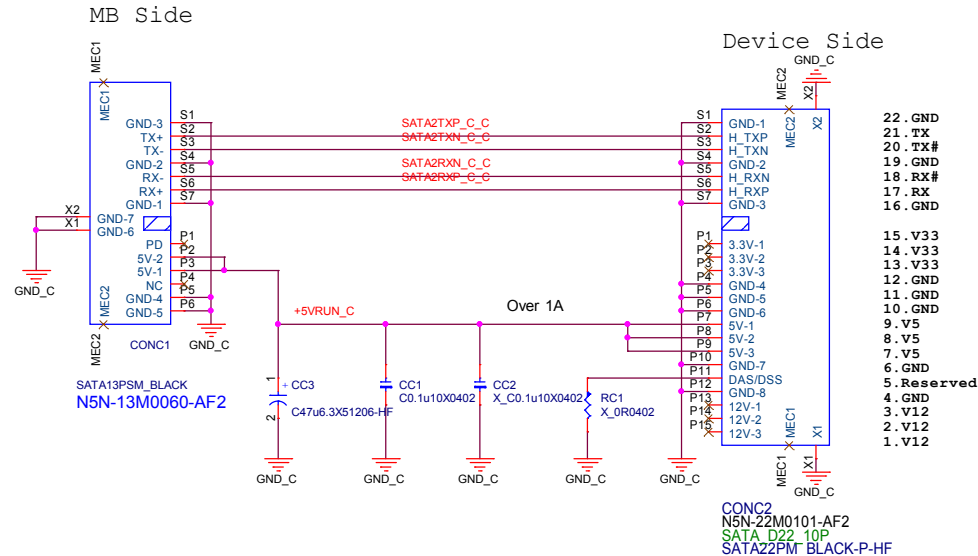 MB Side
Device Side
MEC1
MEC1
GND-3 S1
TX+ S2
TX- S3
GND-2 S4
RX- S5
RX+ S6
GND-1 S7
X2 GND-7
X1 GND-6
PD P1
5V-2 P2
5V-1 P3
NC P4
GND-4 P5
GND-5 P6
MEC2
MEC2
CONC1
GND_C
GND_C
SATA13PSM_BLACK
N5N-13M0060-AF2
SATA2TXP_C_C
SATA2TXN_C_C
SATA2RXN_C_C
SATA2RXP_C_C
+5VRUN_C
Over 1A
1
+ CC3
2
C47u6.3X51206-HF
GND_C
CC1
C0.1u10X0402
GND_C
CC2
X_C0.1u10X0402
GND_C
RC1
X_0R0402
GND_C
GND_C
GND_C
X2
X2
MEC2
MEC2
S1 GND-1
S2 H_TXP
S3 H_TXN
S4 GND-2
S5 H_RXN
S6 H_RXP
S7 GND-3
P1 3.3V-1
P2 3.3V-2
P3 3.3V-3
P4 GND-4
P5 GND-5
P6 GND-6
P7 5V-1
P8 5V-2
P9 5V-3
P10 GND-7
P11 DAS/DSS
P12 GND-8
P13 12V-1
P14 12V-2
P15 12V-3
MEC1
MEC1
X1
X1
GND_C
CONC2
N5N-22M0101-AF2
SATA_D22_10P
SATA22PM_BLACK-P-HF
22.GND
21.TX
20.TX#
19.GND
18.RX#
17.RX
16.GND
15.V33
14.V33
13.V33
12.GND
11.GND
10.GND
9.V5
8.V5
7.V5
6.GND
5.Reserved
4.GND
3.V12
2.V12
1.V12